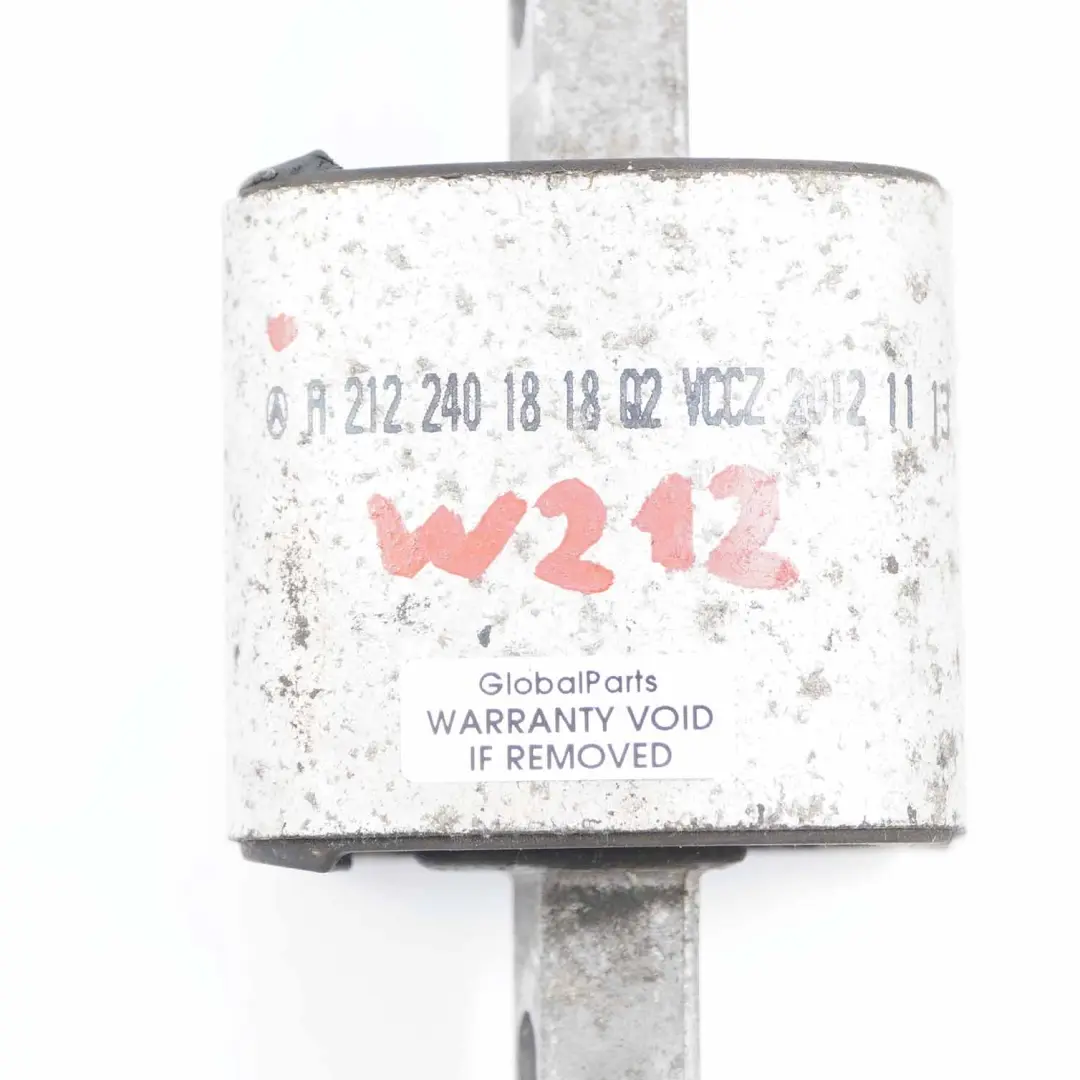 A 212 240 18 18 Q2 VCCZ 2012 11 13
W212
GlobalParts
WARRANTY VOID
IF REMOVED